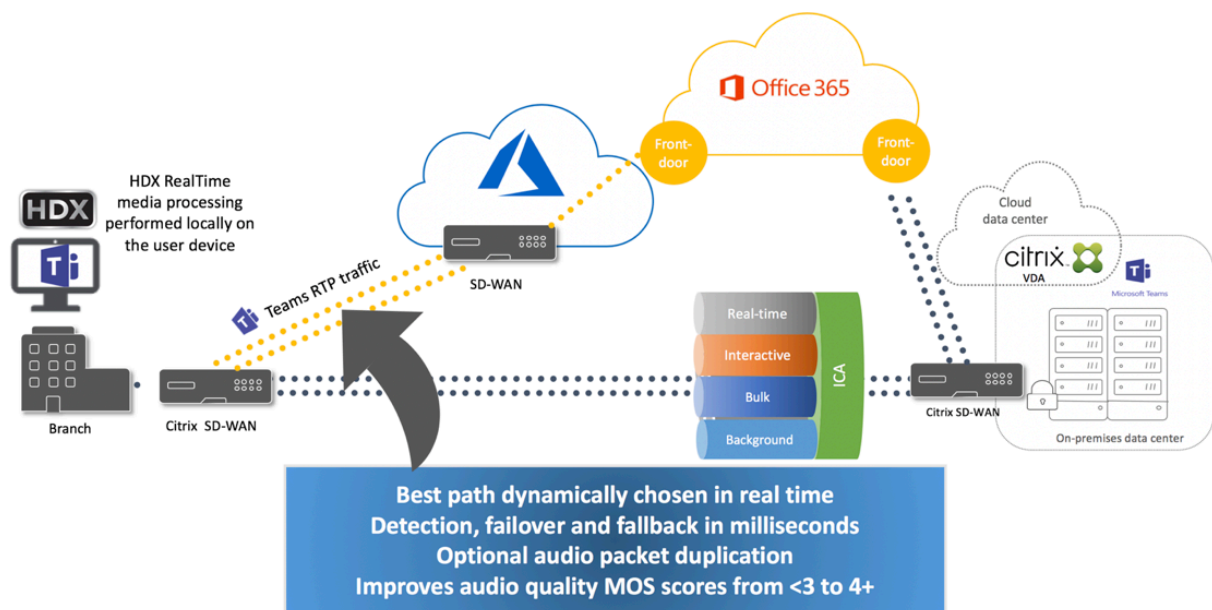 Office 365
Front-
door
Front-
door
HDX
HDX RealTime
media processing
performed locally on
the user device
T
Cloud
data center
citrix
VDA
Microsoft Teams
SD-WAN
Teams RTP traffic
Real-time
Interactive
Bulk
Background
ICA
Branch
Citrix SD-WAN
Citrix SD-WAN
On-premises data center
Best path dynamically chosen in real time
Detection, failover and fallback in milliseconds
Optional audio packet duplication
Improves audio quality MOS scores from <3 to 4+